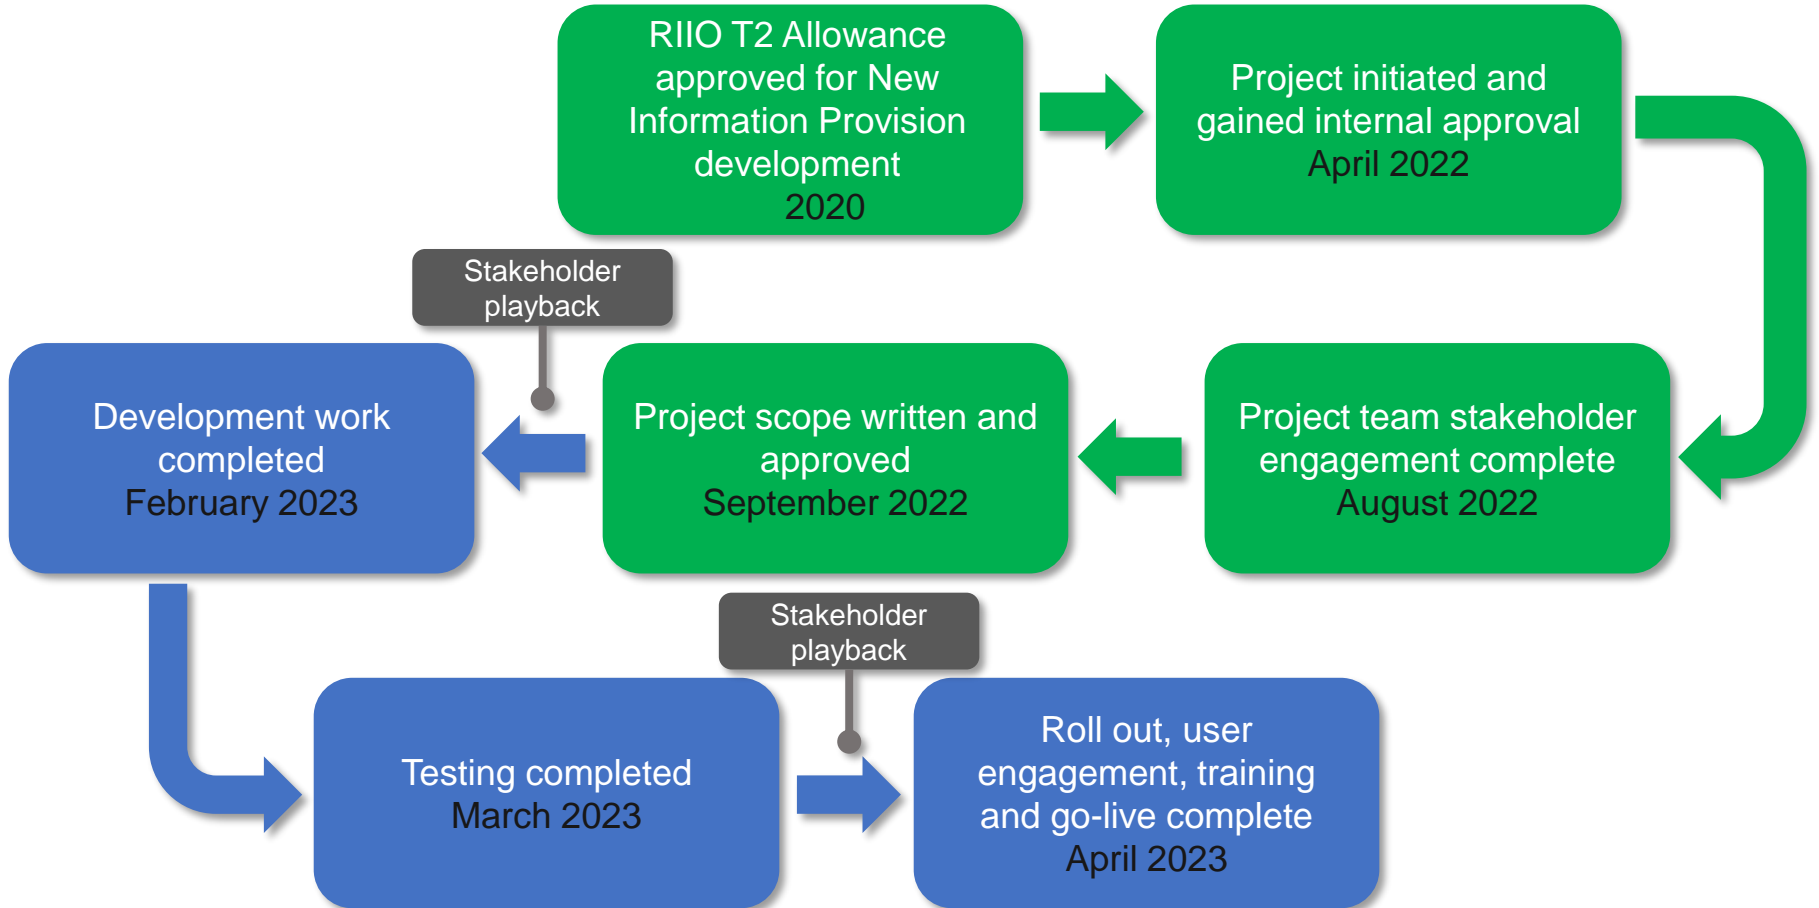 RIIO T2 Allowance
approved for New
Information Provision
development
2020
Project initiated and
gained internal approval
April 2022
Project team stakeholder
engagement complete
August 2022
Project scope written and
approved
September 2022
Stakeholder
playback
Development work
completed
February 2023
Testing completed
March 2023
Stakeholder
playback
Roll out, user
engagement, training
and go-live complete
April 2023